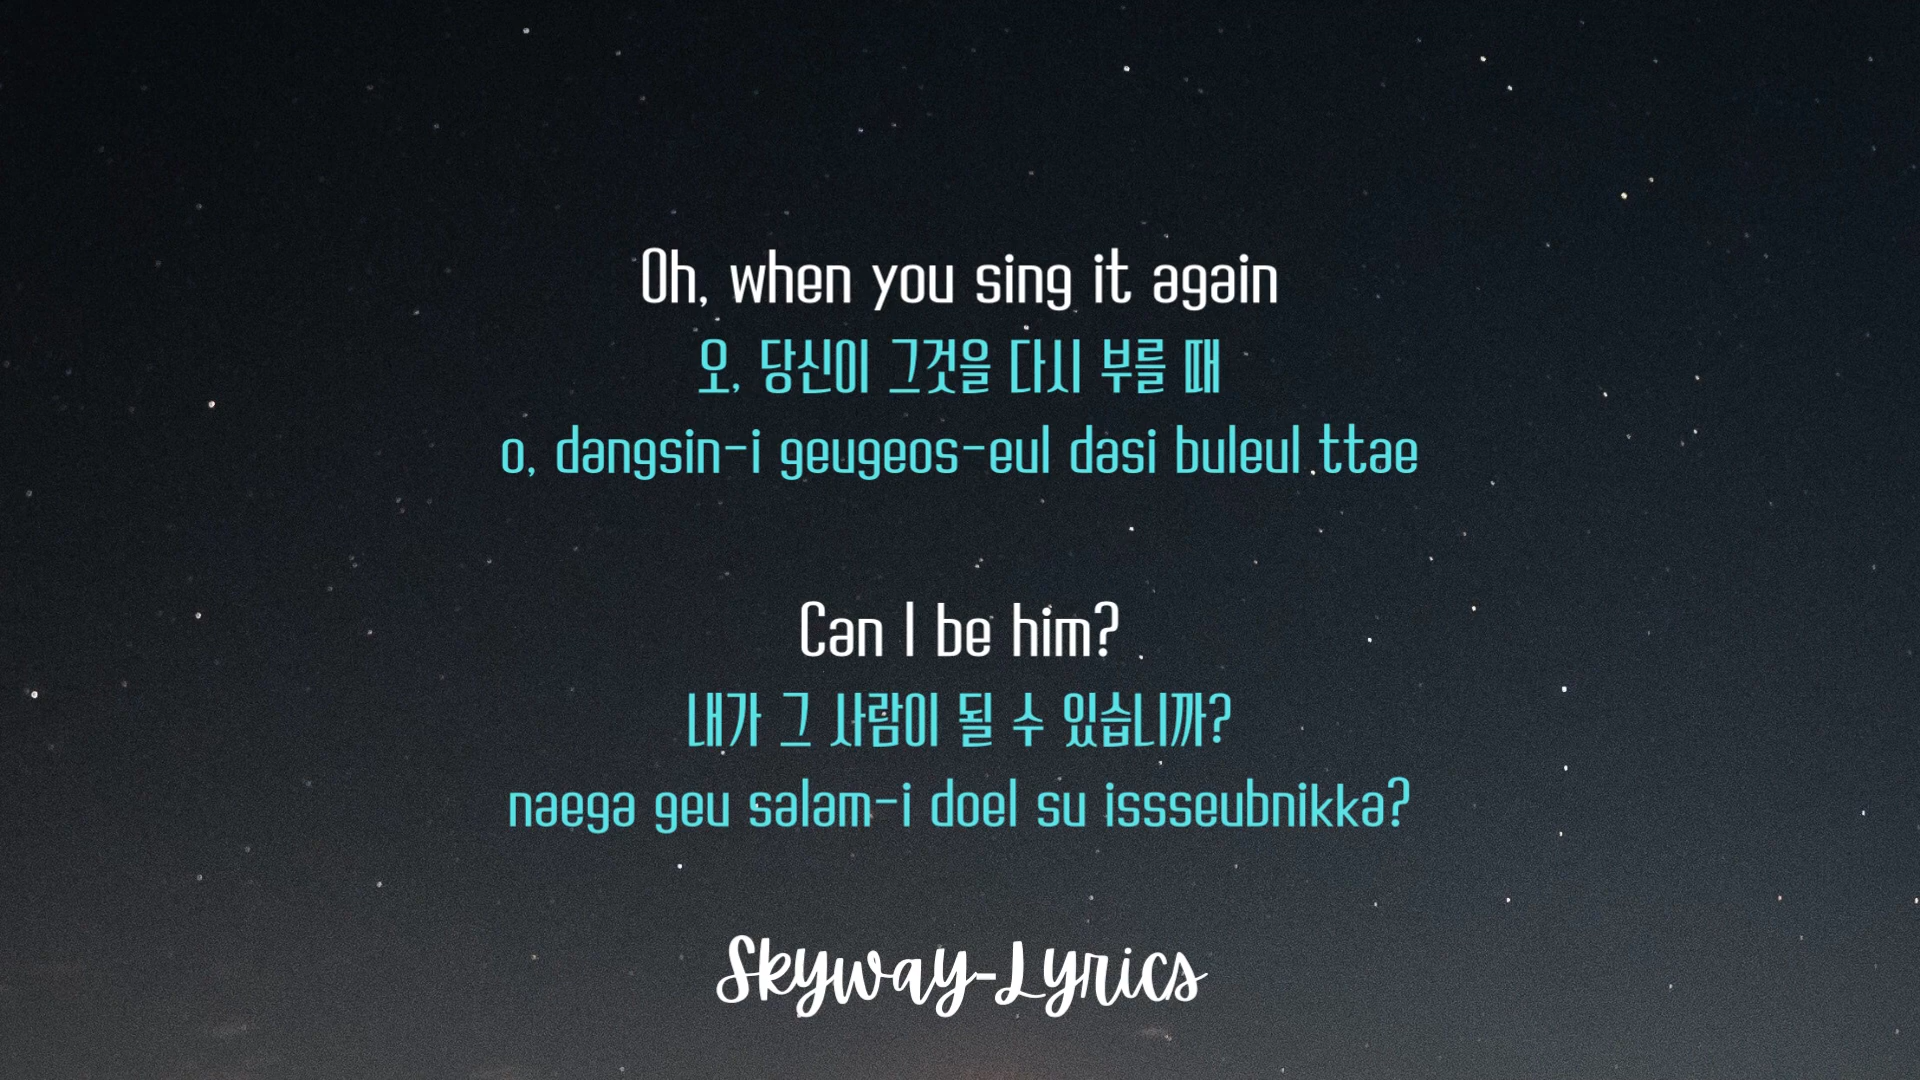 Oh, when you sing it again
오, 당신이 그것을 다시 부를 때
o, dangsin-i geugeos-eul dasi buleul ttae
Can I be him?
내가 그 사람이 될 수 있습니까?
naega geu salam-i doel su issseubnikka?
Skyway-Lyrics